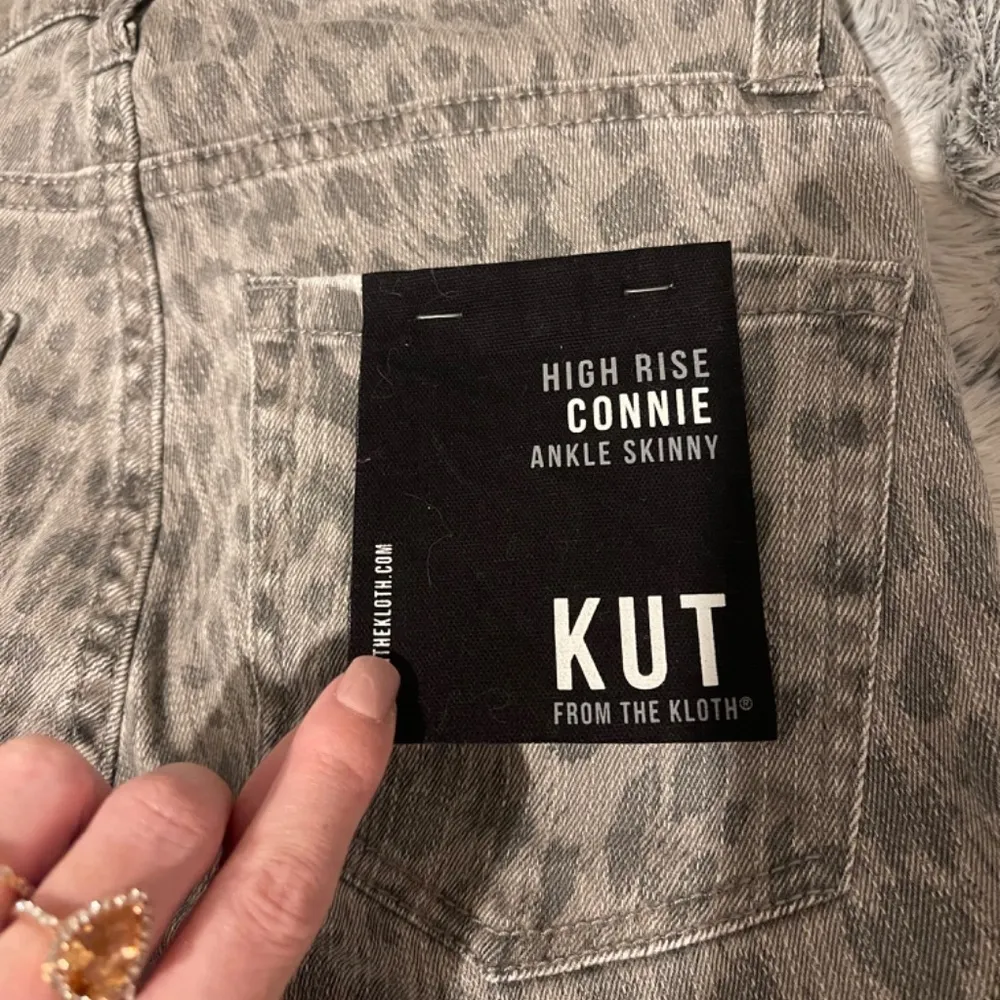 HIGH RISE
CONNIE
ANKLE SKINNY
THEKLOTH.COM
KUT
FROM THE KLOTH®